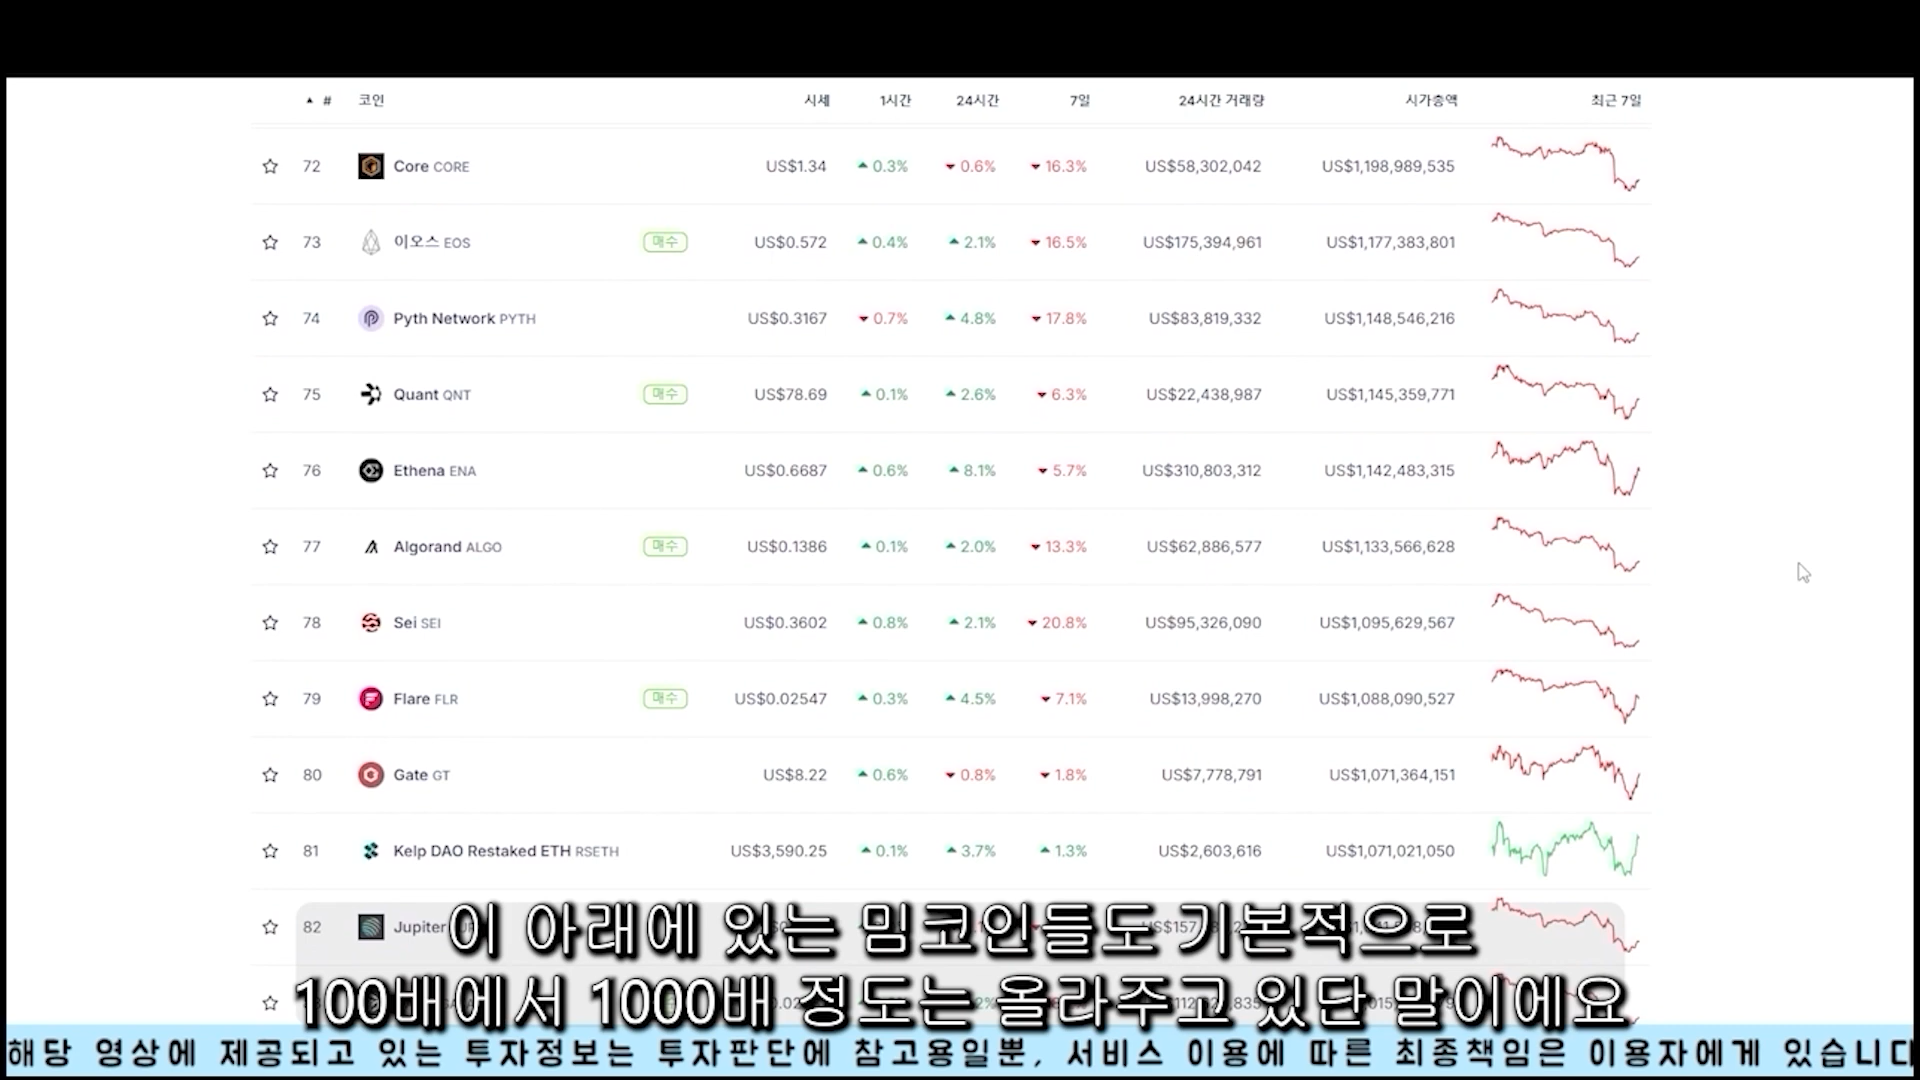 ▲ # 코인 시세 1시간 24시간 7일 24시간 거래량 시가총액 최근 7일
72 Core CORE US$1.34 0.3% 0.6% 16.3% US$58,302,042 US$1,198,989,535
73 이오스 EOS 매수 US$0.572 0.4% 2.1% 16.5% US$175,394,961 US$1,177,383,801
74 Pyth Network PYTH US$0.3167 0.7% 4.8% 17.8% US$83,819,332 US$1,148,546,216
75 Quant QNT 매수 US$78.69 0.1% 2.6% 6.3% US$22,438,987 US$1,145,359,771
76 Ethena ENA US$0.6687 0.6% 8.1% 5.7% US$310,803,312 US$1,142,483,315
77 Algorand ALGO 매수 US$0.1386 0.1% 2.0% 13.3% US$62,886,577 US$1,133,566,628
78 Sei SEI US$0.3602 0.8% 2.1% 20.8% US$95,326,090 US$1,095,629,567
79 Flare FLR 매수 US$0.02547 0.3% 4.5% 7.1% US$13,998,270 US$1,088,090,527
80 Gate GT US$8.22 0.6% 0.8% 1.8% US$7,778,791 US$1,071,364,151
81 Kelp DAO Restaked ETH RSETH US$3,590.25 0.1% 3.7% 1.3% US$2,603,616 US$1,071,021,050
82 Jupiter
이 아래에 있는 밈코인들도 기본적으로
100배에서 1000배 정도는 올라주고 있단 말이에요
해당 영상에 제공되고 있는 투자정보는 투자판단에 참고용일뿐, 서비스 이용에 따른 최종책임은 이용자에게 있습니다